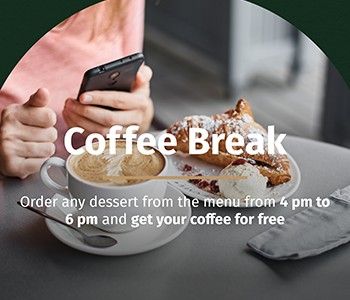 Coffee Break
Order any dessert from the menu from 4 pm to
6 pm and get your coffee for free